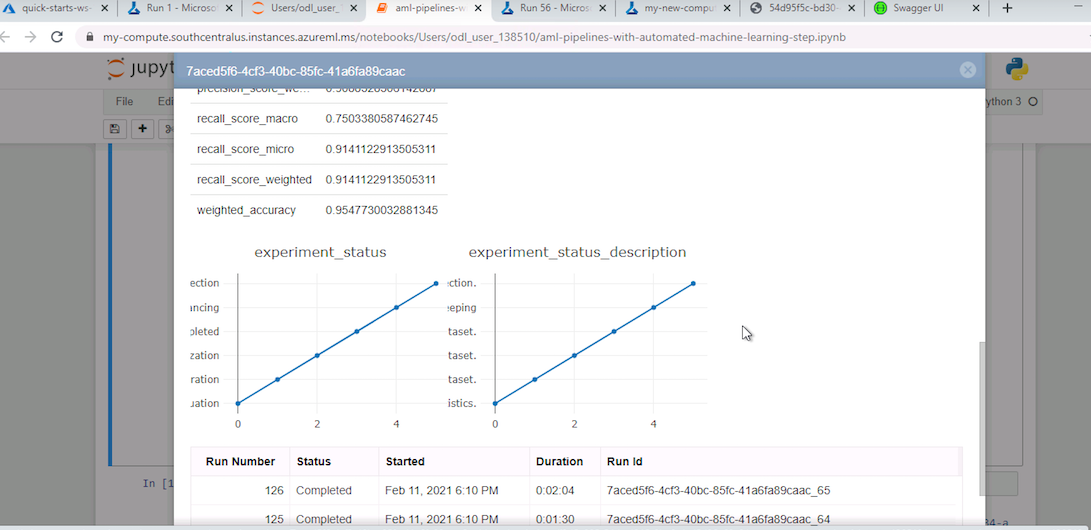 quick-starts-ws- Run 1 - Microsof Users/odl_user_ aml-pipelines-w Run 56 - Micros my-new-compu 54d95f5c-bd30- Swagger UI
my-compute.southcentralus.instances.azureml.ms/notebooks/Users/odl_user_138510/aml-pipelines-with-automated-machine-learning-step.ipynb
jupyt 7aced5f6-4cf3-40bc-85fc-41a6fa89caac
File Edi ython 3
recall_score_macro 0.7503380587462745
recall_score_micro 0.9141122913505311
recall_score_weighted 0.9141122913505311
weighted_accuracy 0.9547730032881345
experiment_status experiment_status_description
ection ction.
ncing eeping
pleted taset.
zation taset.
ration taset.
uation istics.
0 2 4 0 2 4
Run Number Status Started Duration Run Id
In [1
126 Completed Feb 11, 2021 6:10 PM 0:02:04 7aced5f6-4cf3-40bc-85fc-41a6fa89caac_65
125 Completed Feb 11, 2021 6:10 PM 0:01:30 7aced5f6-4cf3-40bc-85fc-41a6fa89caac_64